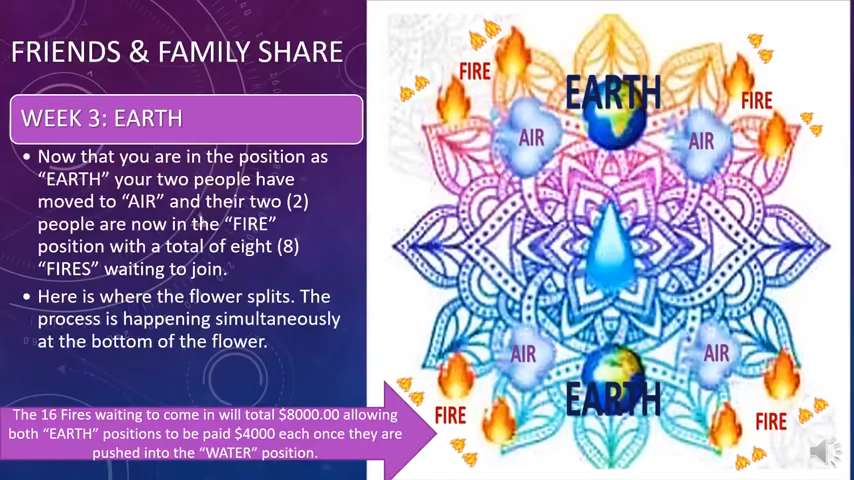 FRIENDS & FAMILY SHARE
WEEK 3: EARTH
• Now that you are in the position as
“EARTH” your two people have
moved to “AIR” and their two (2)
people are now in the “FIRE”
position with a total of eight (8)
“FIRES” waiting to join.
• Here is where the flower splits. The
process is happening simultaneously
at the bottom of the flower.
The 16 Fires waiting to come in will total $8000.00 allowing
both “EARTH” positions to be paid $4000 each once they are
pushed into the “WATER” position.
FIRE
EARTH
FIRE
AIR
AIR
AIR
AIR
EARTH
FIRE
FIRE